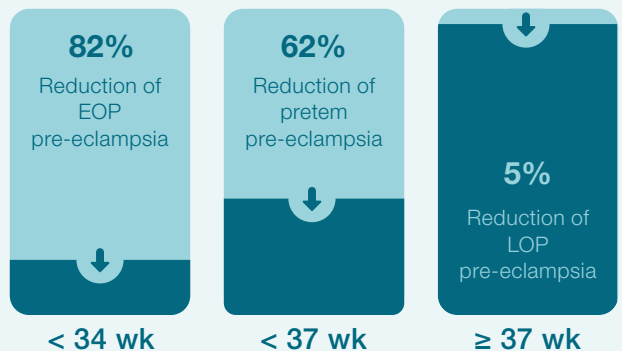 82%
Reduction of
EOP
pre-eclampsia
< 34 wk
62%
Reduction of
pretem
pre-eclampsia
< 37 wk
5%
Reduction of
LOP
pre-eclampsia
≥ 37 wk